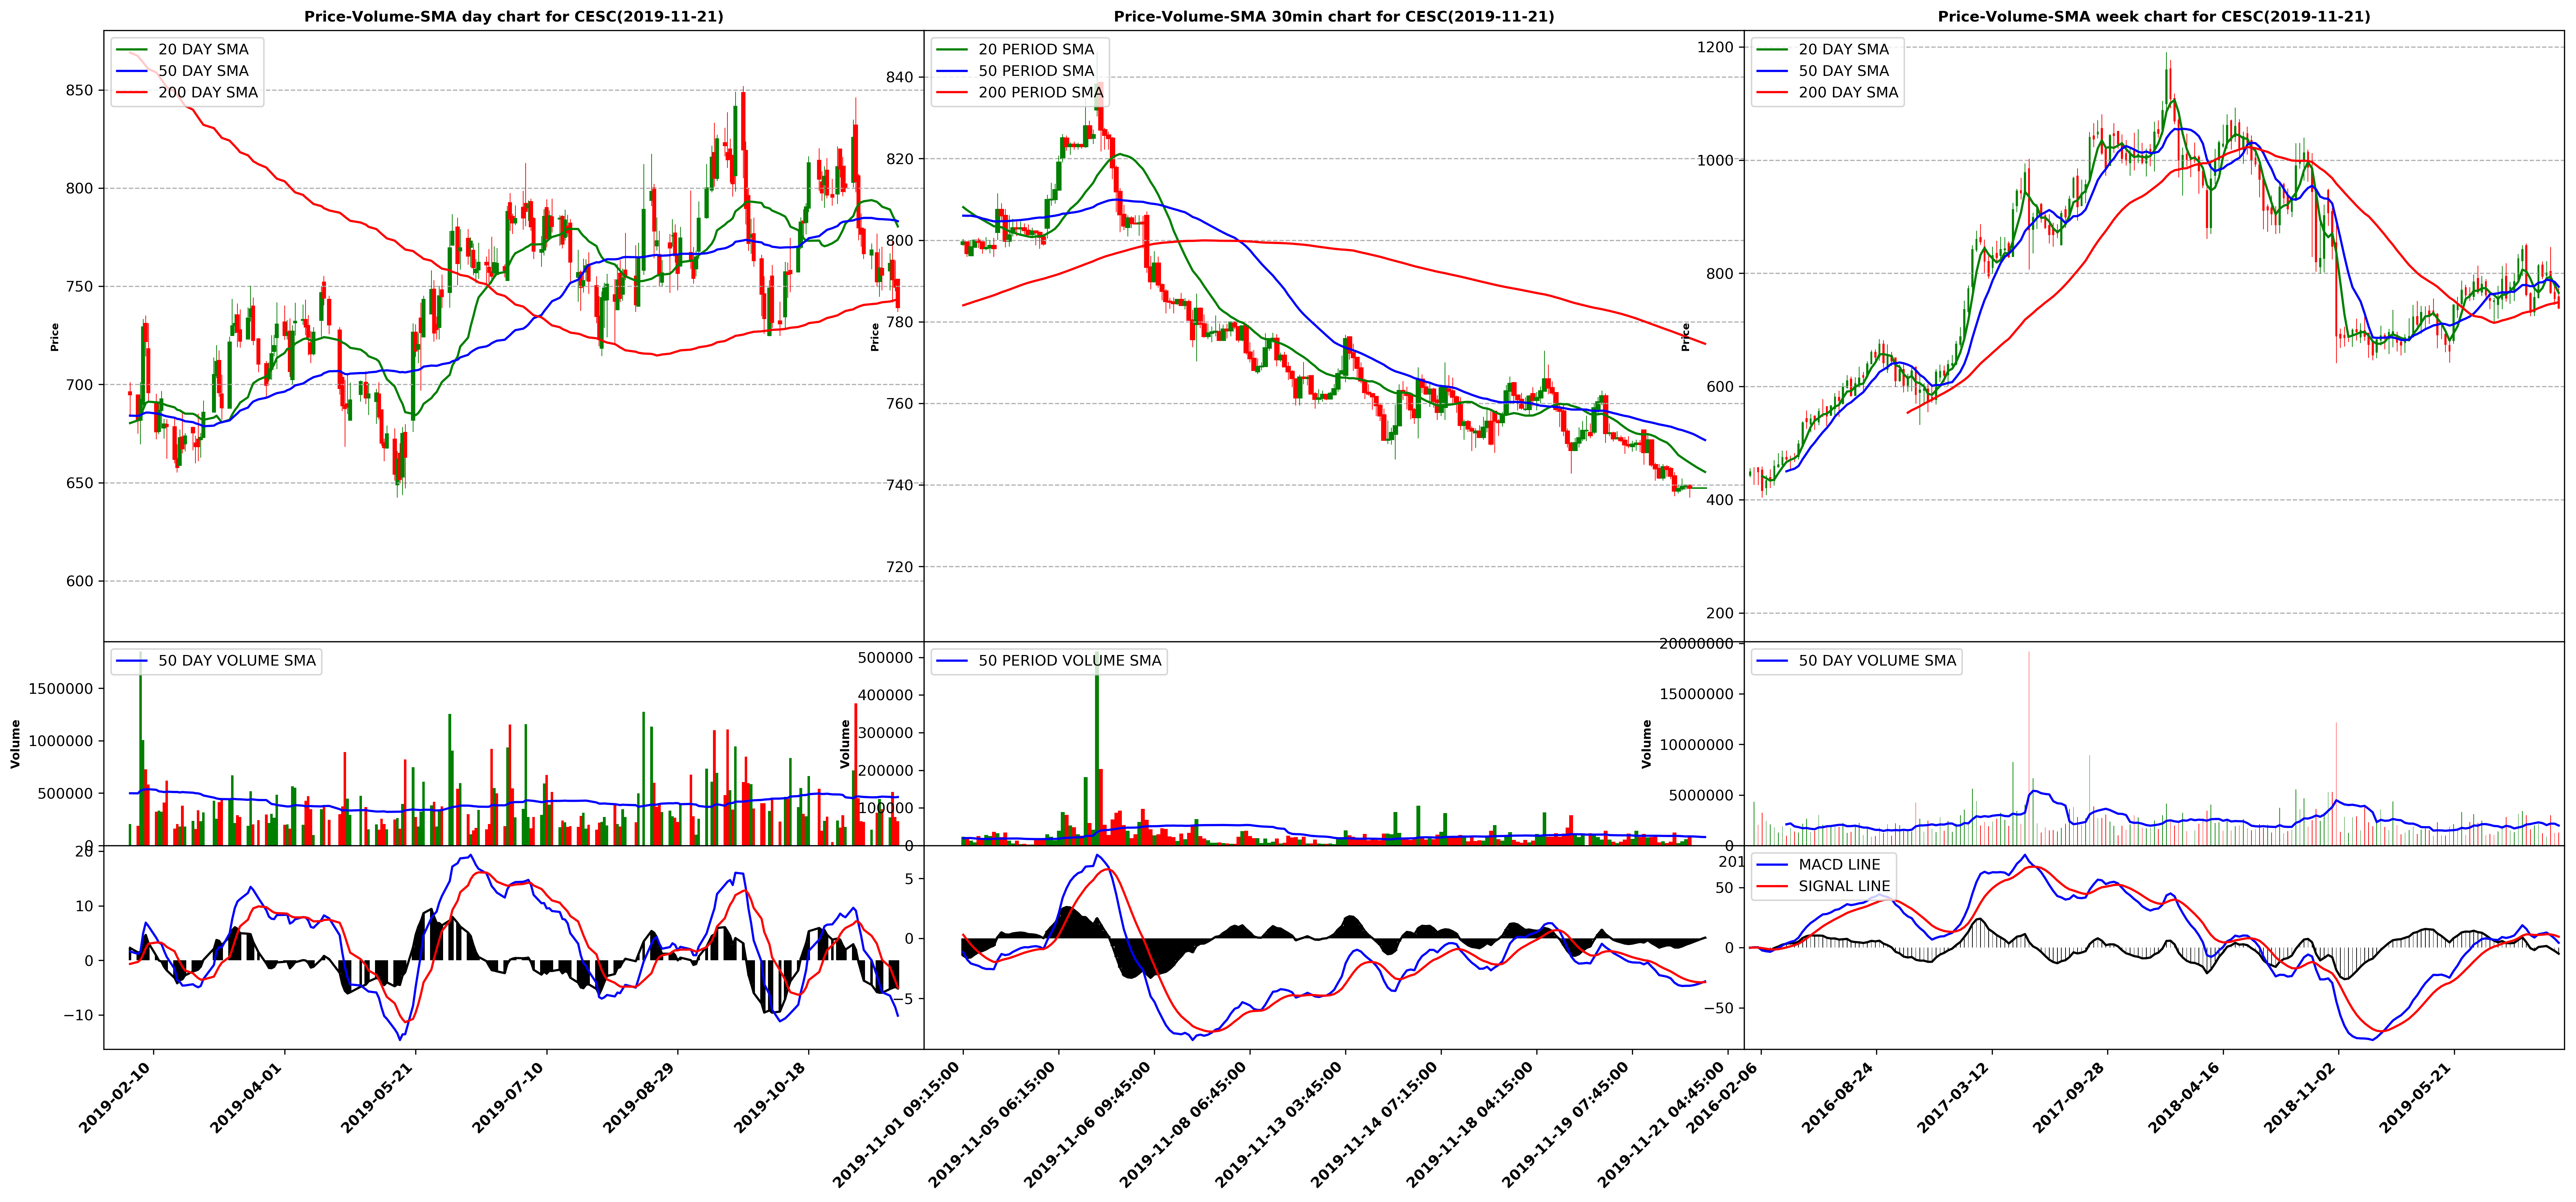 Price-Volume-SMA day chart for CESC(2019-11-21)
20 DAY SMA
50 DAY SMA
200 DAY SMA
850
800
750
700
650
600
Price
50 DAY VOLUME SMA
1500000
1000000
500000
0
Volume
20
10
0
−10
2019-02-10
2019-04-01
2019-05-21
2019-07-10
2019-08-29
2019-10-18
Price-Volume-SMA 30min chart for CESC(2019-11-21)
20 PERIOD SMA
50 PERIOD SMA
200 PERIOD SMA
840
820
800
780
760
740
720
Price
50 PERIOD VOLUME SMA
500000
400000
300000
200000
100000
0
Volume
5
0
−5
2019-11-01 09:15:00
2019-11-05 06:15:00
2019-11-06 09:45:00
2019-11-08 06:45:00
2019-11-13 03:45:00
2019-11-14 07:15:00
2019-11-18 04:15:00
2019-11-19 07:45:00
2019-11-21 04:45:00
Price-Volume-SMA week chart for CESC(2019-11-21)
20 DAY SMA
50 DAY SMA
200 DAY SMA
1200
1000
800
600
400
200
Price
50 DAY VOLUME SMA
20000000
15000000
10000000
5000000
0
Volume
201
MACD LINE
SIGNAL LINE
50
0
−50
2016-02-06
2016-08-24
2017-03-12
2017-09-28
2018-04-16
2018-11-02
2019-05-21